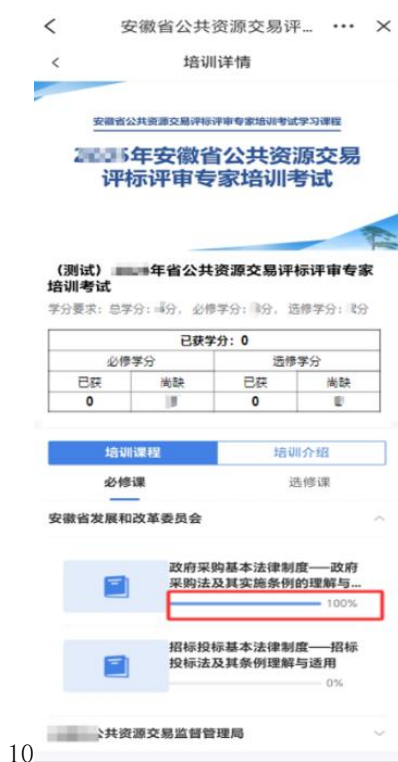 安徽省公共资源交易评...
培训详情
安徽省公共资源交易评标评审专家培训考试学习课程
年安徽省公共资源交易
评标评审专家培训考试
(测试) 年省公共资源交易评标评审专家
培训考试
学分要求：总学分: 分，必修学分: 分，选修学分: 分
已获学分: 0
必修学分 选修学分
已获 尚缺 已获 尚缺
0 0
培训课程 培训介绍
必修课 选修课
安徽省发展和改革委员会
政府采购基本法律制度——政府
采购法及其实施条例的理解与...
100%
招标投标基本法律制度——招标
投标法及其条例理解与适用
0%
公共资源交易监督管理局
10